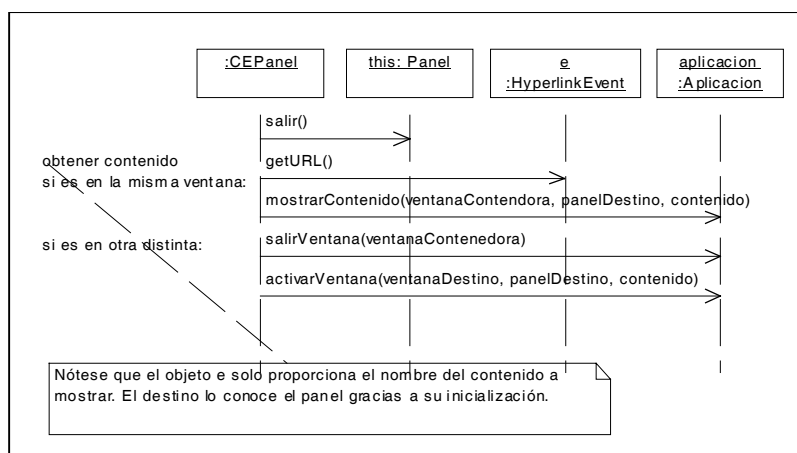 :CEPanel
this: Panel
e
:HyperlinkEvent
aplicacion
:Aplicacion
salir()
obtener contenido
getURL()
si es en la misma ventana:
mostrarContenido(ventanaContendora, panelDestino, contenido)
si es en otra distinta:
salirVentana(ventanaContenedora)
activarVentana(ventanaDestino, panelDestino, contenido)
Nótese que el objeto e solo proporciona el nombre del contenido a
mostrar. El destino lo conoce el panel gracias a su inicialización.